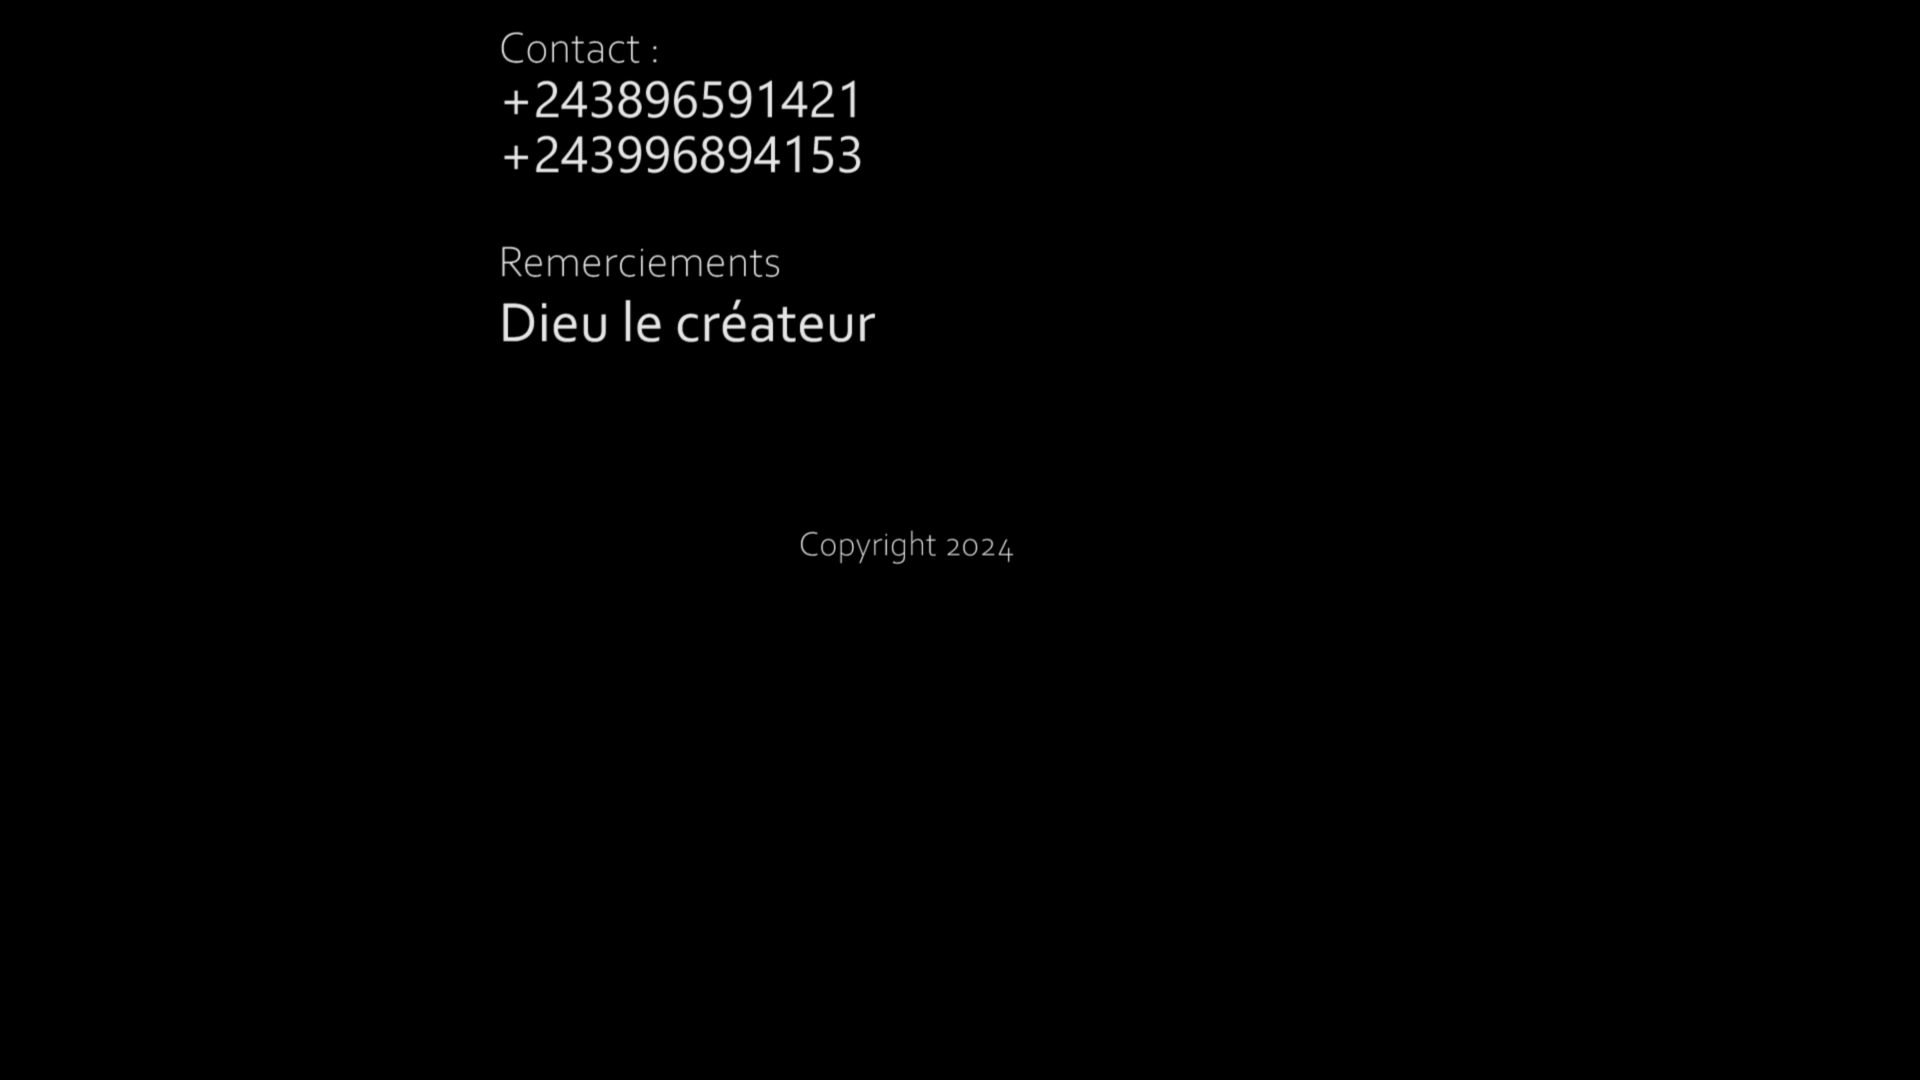 Contact :
+243896591421
+243996894153
Remerciements
Dieu le créateur
Copyright 2024